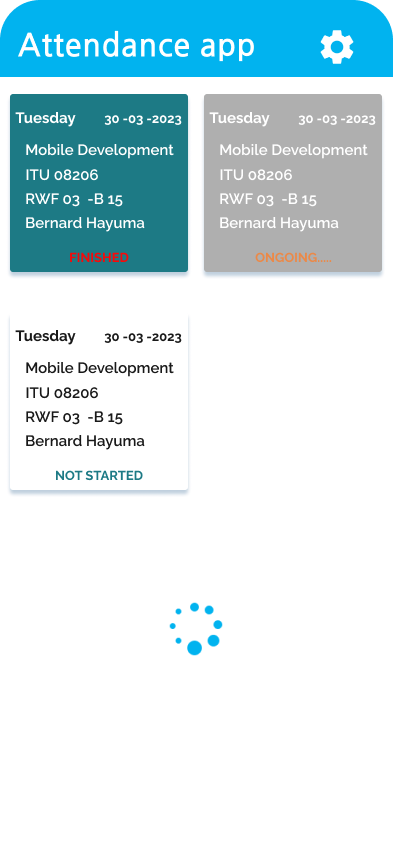 Attendance app
Tuesday 30 -03 -2023
Mobile Development
ITU 08206
RWF 03 -B 15
Bernard Hayuma
FINISHED
Tuesday 30 -03 -2023
Mobile Development
ITU 08206
RWF 03 -B 15
Bernard Hayuma
ONGOING.....
Tuesday 30 -03 -2023
Mobile Development
ITU 08206
RWF 03 -B 15
Bernard Hayuma
NOT STARTED